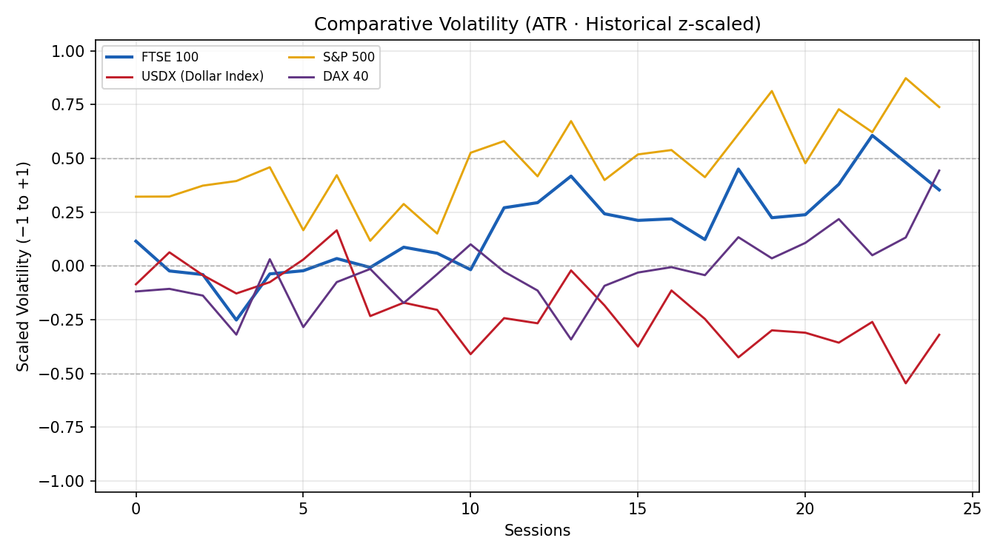 Comparative Volatility (ATR · Historical z-scaled)
FTSE 100
USDX (Dollar Index)
S&P 500
DAX 40
Scaled Volatility (−1 to +1)
1.00
0.75
0.50
0.25
0.00
−0.25
−0.50
−0.75
−1.00
0 5 10 15 20 25
Sessions